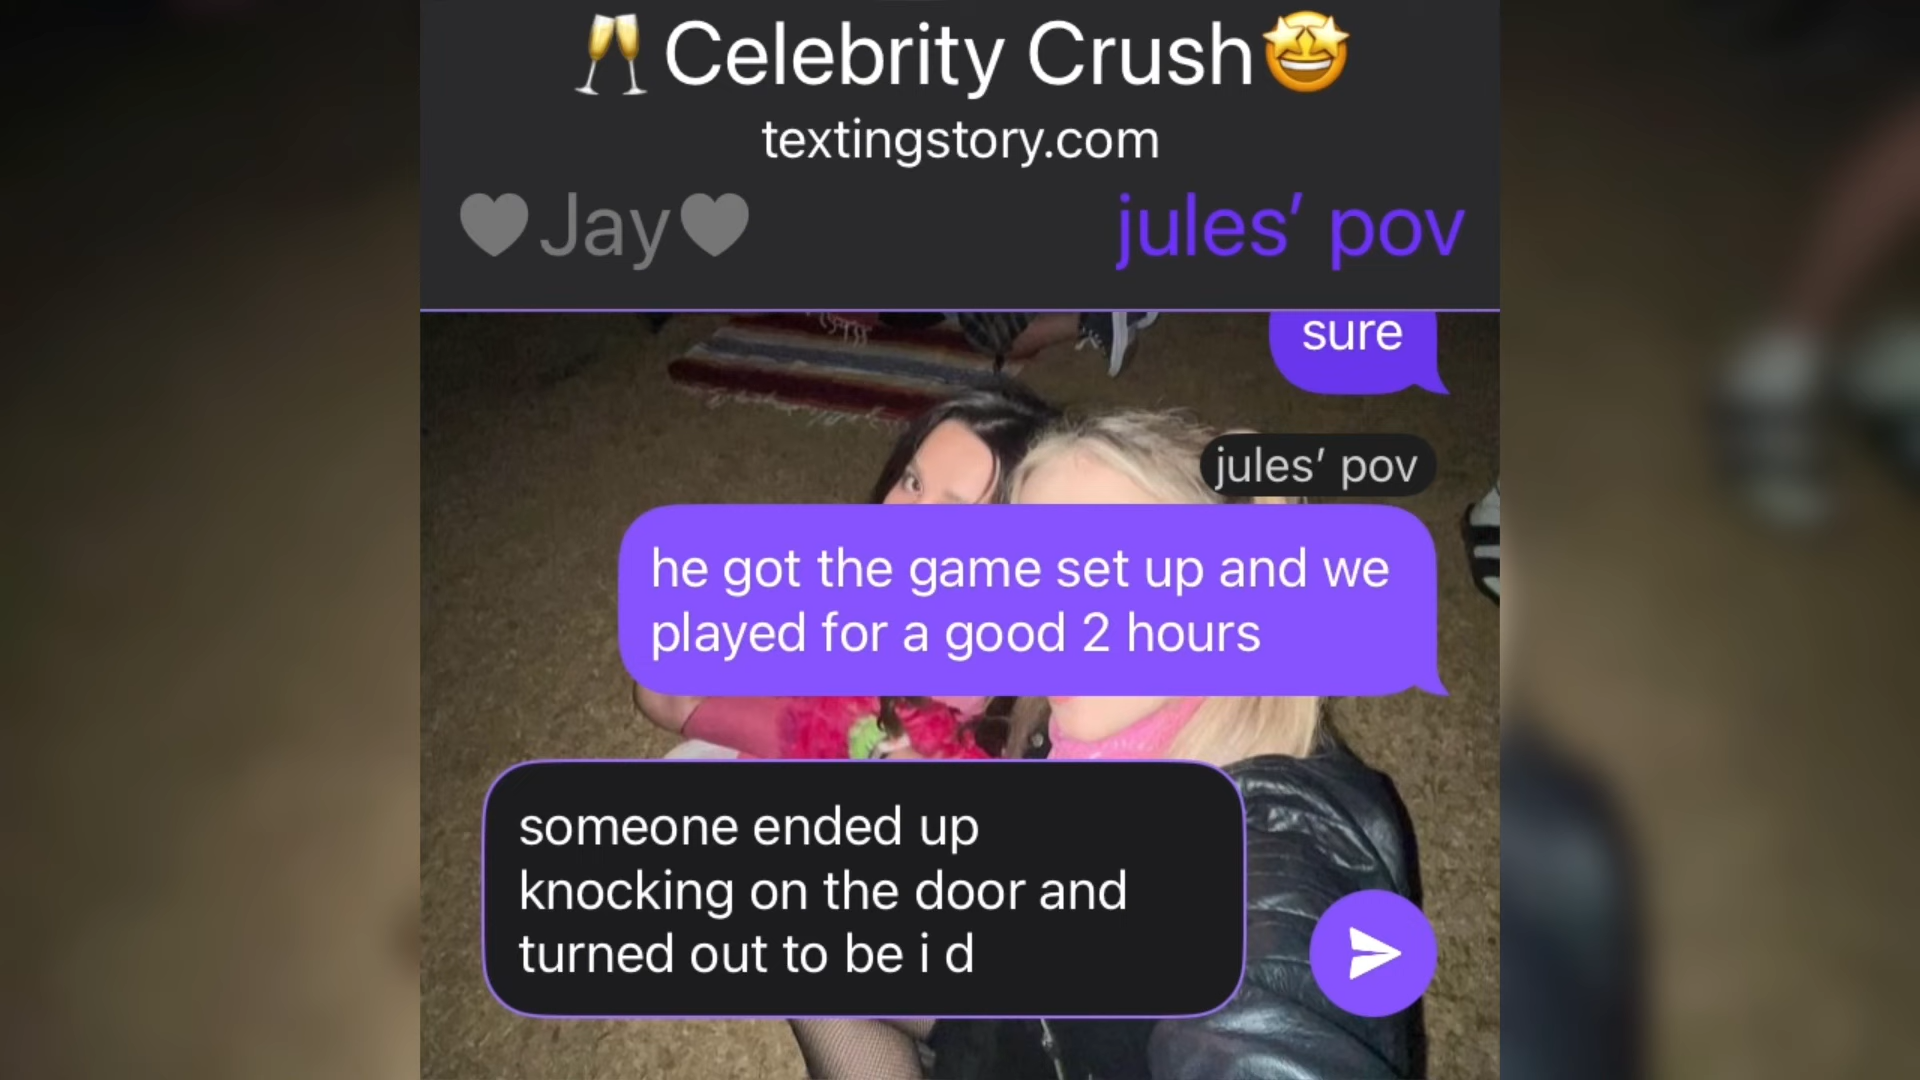 🥂Celebrity Crush🤩
textingstory.com
🖤Jay🖤
jules’ pov
sure
jules’ pov
he got the game set up and we
played for a good 2 hours
someone ended up
knocking on the door and
turned out to be i d